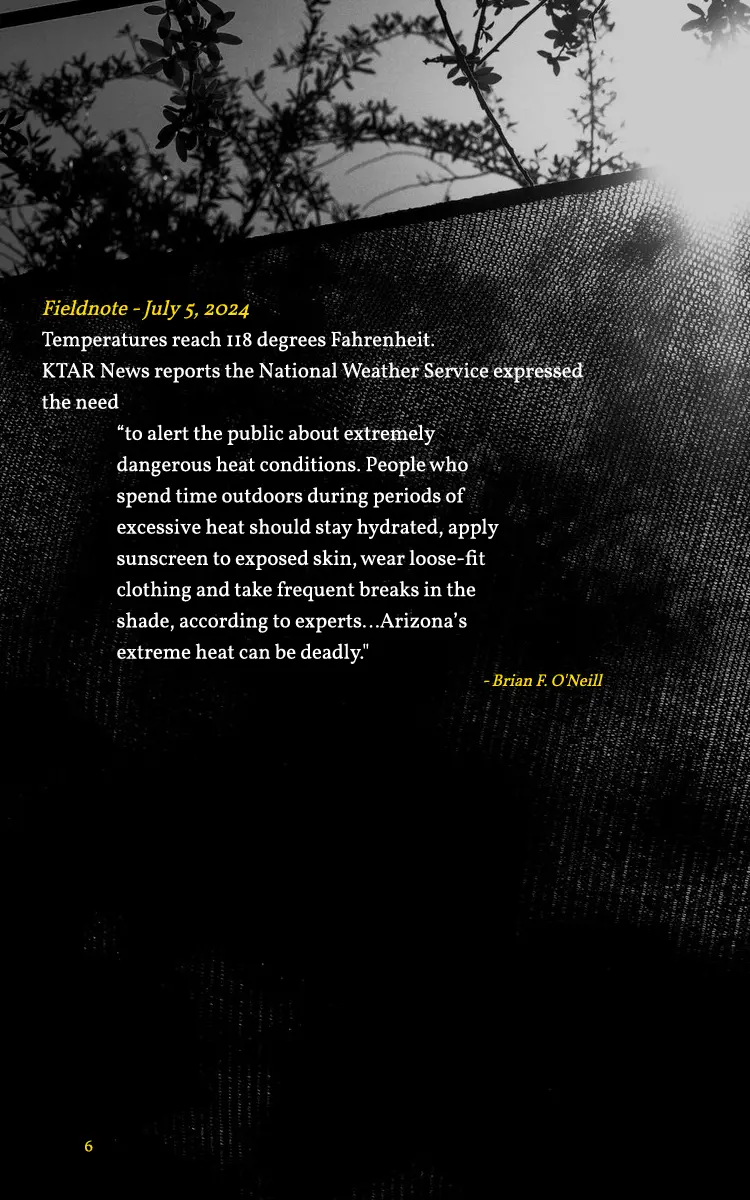 Fieldnote - July 5, 2024
Temperatures reach 118 degrees Fahrenheit.
KTAR News reports the National Weather Service expressed
the need
“to alert the public about extremely
dangerous heat conditions. People who
spend time outdoors during periods of
excessive heat should stay hydrated, apply
sunscreen to exposed skin, wear loose-fit
clothing and take frequent breaks in the
shade, according to experts…Arizona’s
extreme heat can be deadly."
- Brian F. O'Neill
6